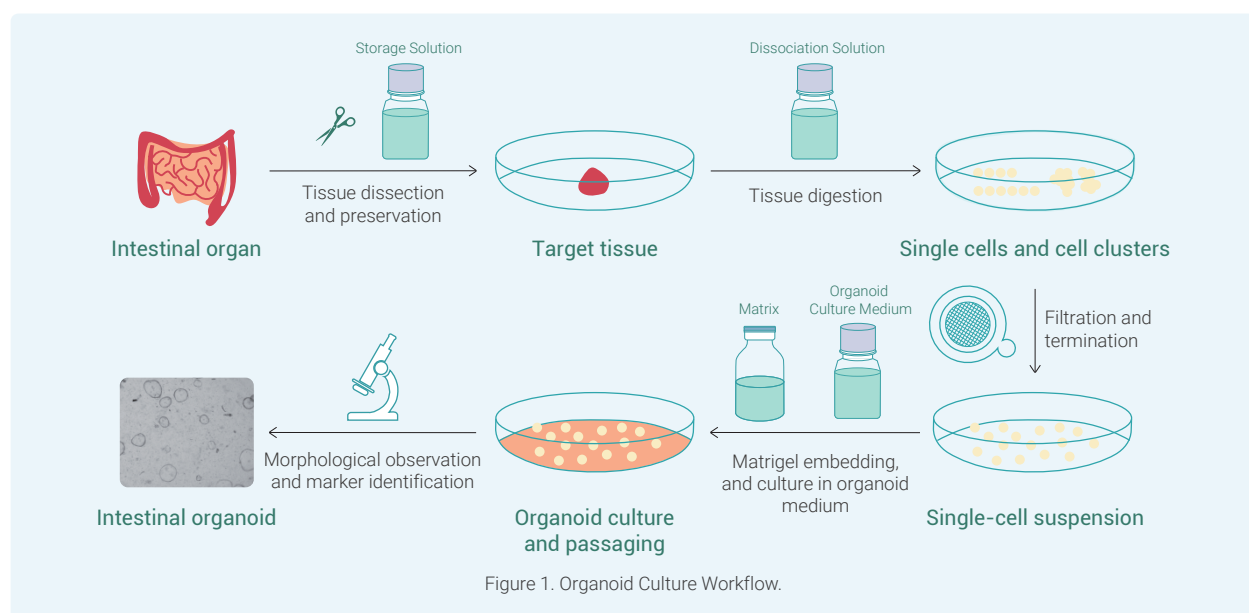 Storage Solution
Dissociation Solution
Tissue dissection
and preservation
Tissue digestion
Intestinal organ
Target tissue
Single cells and cell clusters
Matrix
Organoid
Culture Medium
Filtration and
termination
Morphological observation
and marker identification
Matrigel embedding,
and culture in organoid
medium
Intestinal organoid
Organoid culture
and passaging
Single-cell suspension
Figure 1. Organoid Culture Workflow.